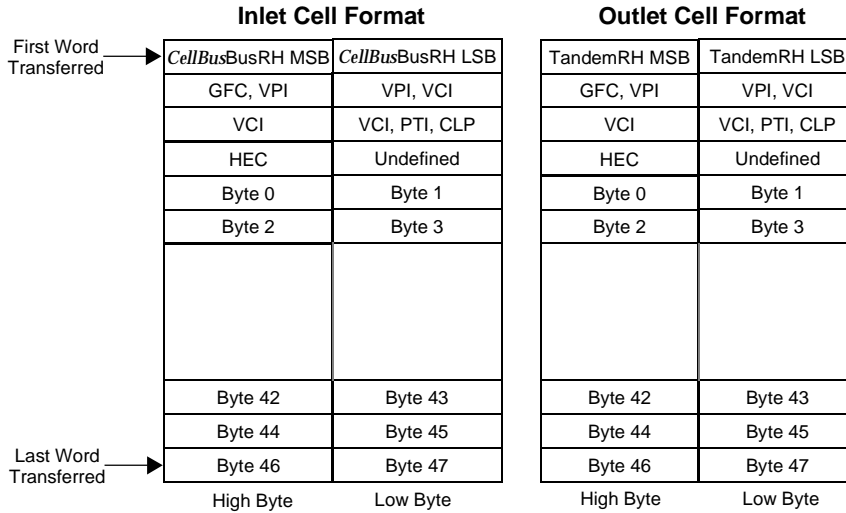 Inlet Cell Format Outlet Cell Format
First Word Transferred
CellBusBusRH MSB CellBusBusRH LSB TandemRH MSB TandemRH LSB
GFC, VPI VPI, VCI GFC, VPI VPI, VCI
VCI VCI, PTI, CLP VCI VCI, PTI, CLP
HEC Undefined HEC Undefined
Byte 0 Byte 1 Byte 0 Byte 1
Byte 2 Byte 3 Byte 2 Byte 3
Byte 42 Byte 43 Byte 42 Byte 43
Byte 44 Byte 45 Byte 44 Byte 45
Last Word Transferred
Byte 46 Byte 47 Byte 46 Byte 47
High Byte Low Byte High Byte Low Byte